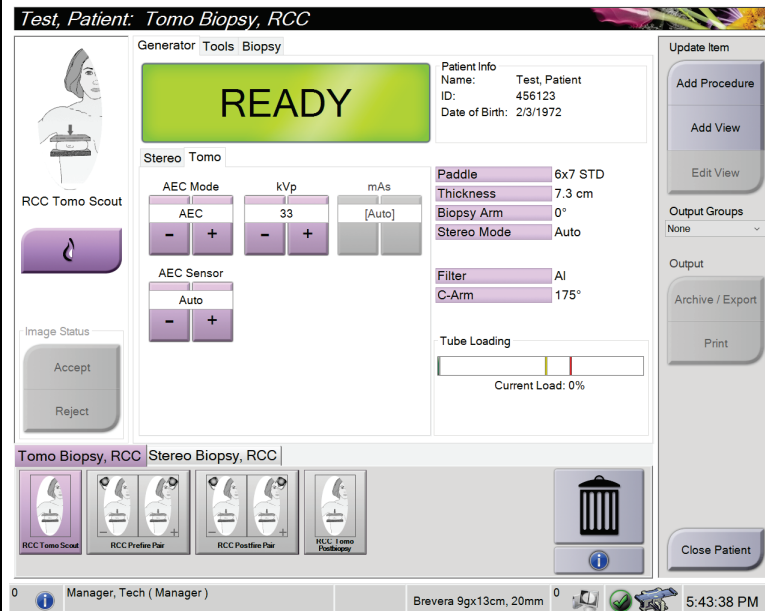 Test, Patient: Tomo Biopsy, RCC
Generator Tools Biopsy
READY
Patient Info
Name: Test, Patient
ID: 456123
Date of Birth: 2/3/1972
Update Item
Add Procedure
Add View
Edit View
Output Groups
None
Output
Archive / Export
Print
Close Patient
RCC Tomo Scout
Image Status
Accept
Reject
Stereo Tomo
AEC Mode kVp mAs
AEC 33 [Auto]
- + - +
AEC Sensor
Auto
- +
Paddle 6x7 STD
Thickness 7.3 cm
Biopsy Arm 0°
Stereo Mode Auto
Filter Al
C-Arm 175°
Tube Loading
Current Load: 0%
Tomo Biopsy, RCC Stereo Biopsy, RCC
- + - +
RCC Tomo Scout RCC Prefire Pair RCC Postfire Pair RCC Tomo
Postbiopsy
0 i Manager, Tech ( Manager ) Brevera 9gx13cm, 20mm 0 5:43:38 PM